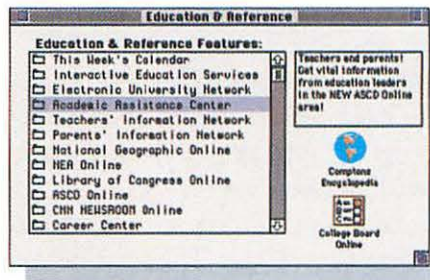 Education & Reference
Education & Reference Features:
This Week's Calendar
Interactive Education Services
Electronic University Network
Academic Assistance Center
Teachers' Information Network
Parents' Information Network
National Geographic Online
NEA Online
Library of Congress Online
ASCD Online
CNN NEWSROOM Online
Career Center
Teachers and parents!
Get vital information
from education leaders
in the NEW ASCD Online
area!
Comptons
Encyclopedia
College Board
Online